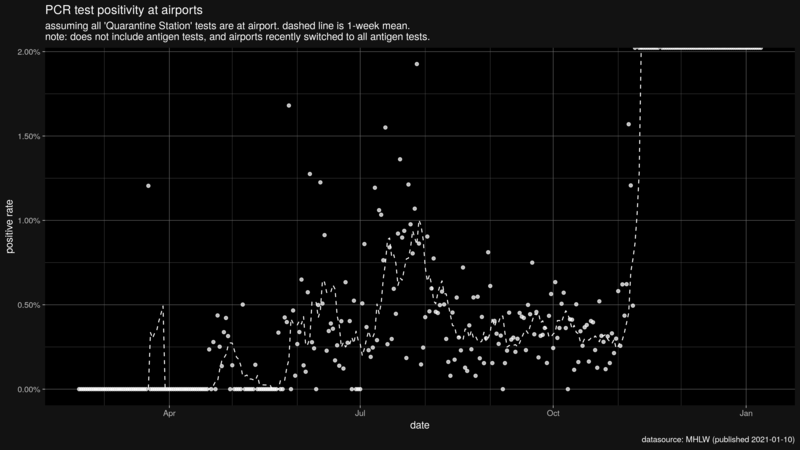 PCR test positivity at airports
assuming all 'Quarantine Station' tests are at airport. dashed line is 1-week mean.
note: does not include antigen tests, and airports recently switched to all antigen tests.
2.00%
1.50%
1.00%
0.50%
0.00%
positive rate
Apr
Jul
Oct
Jan
date
datasource: MHLW (published 2021-01-10)